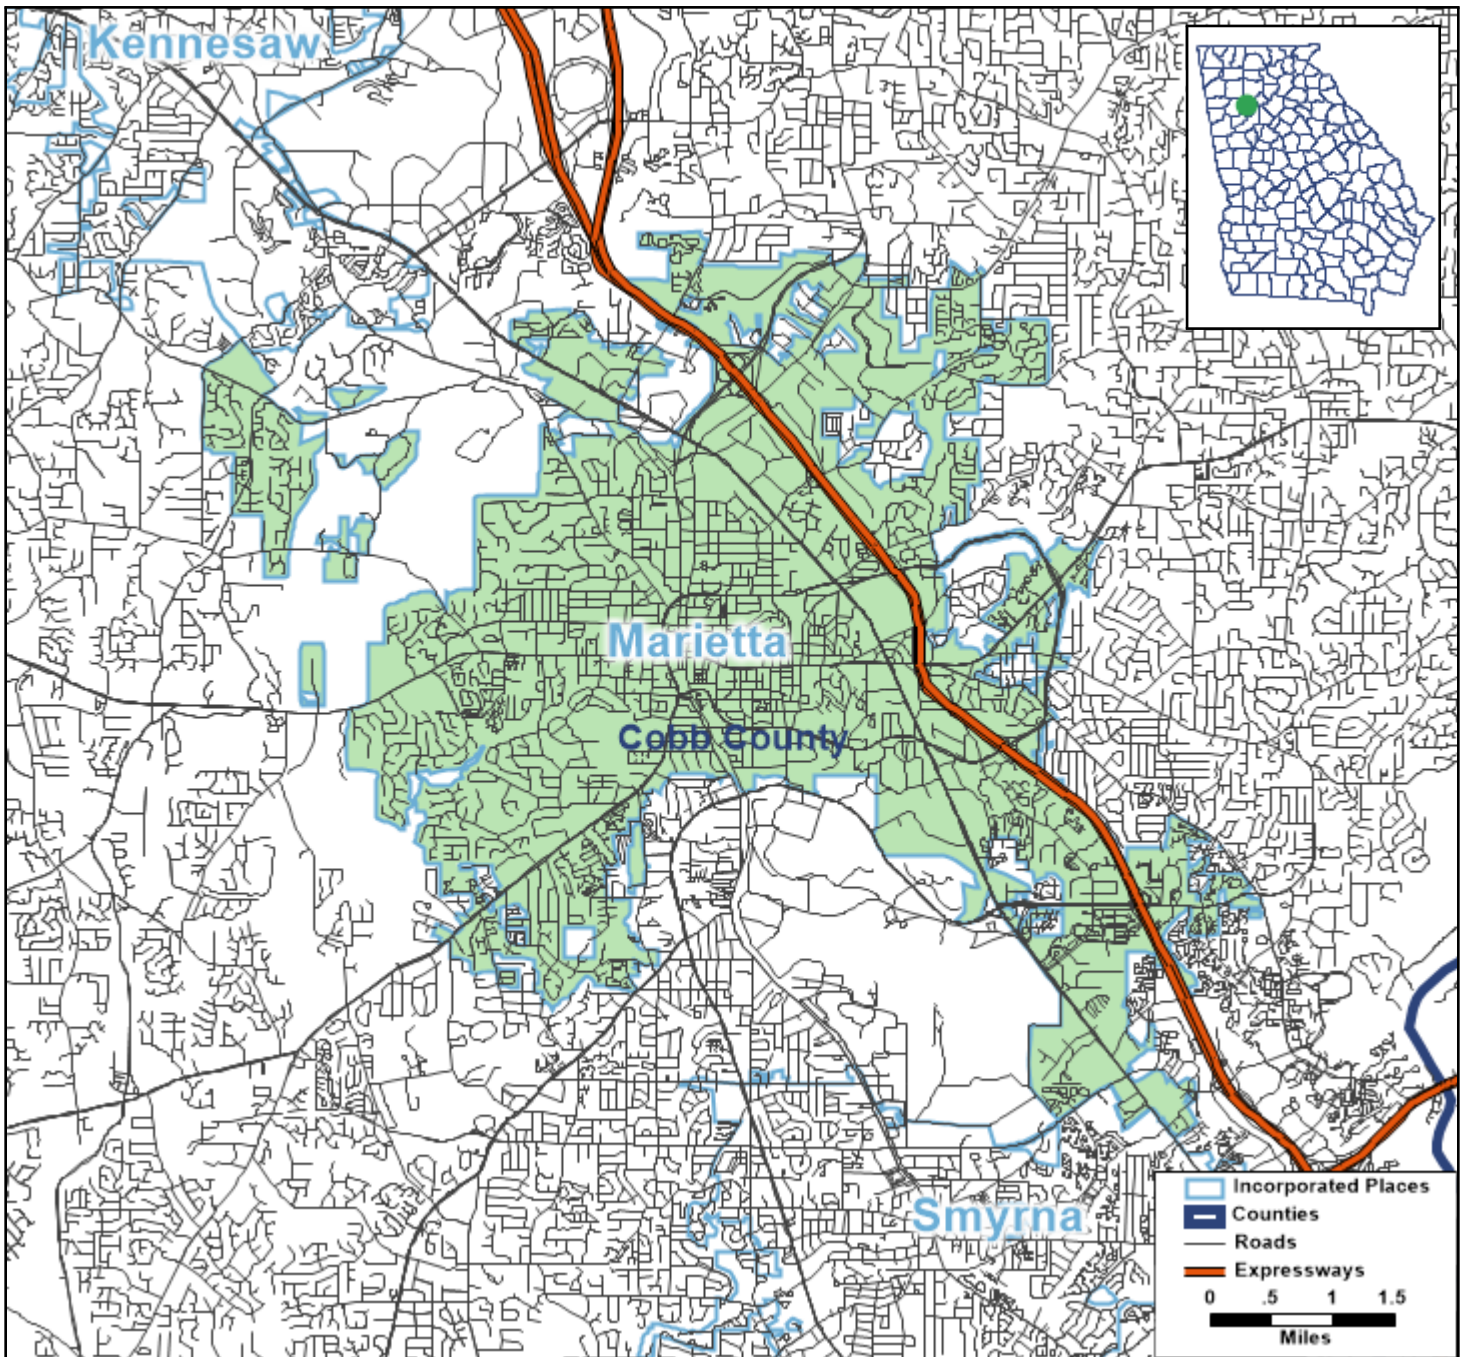 Kennesaw
Marietta
Cobb County
Smyrna
Incorporated Places
Counties
Roads
Expressways
0 .5 1 1.5
Miles